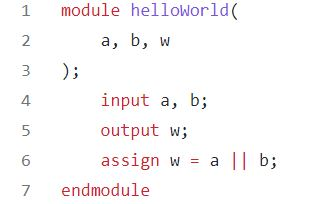 1 module helloWorld(
2     a, b, w
3 );
4     input a, b;
5     output w;
6     assign w = a || b;
7 endmodule